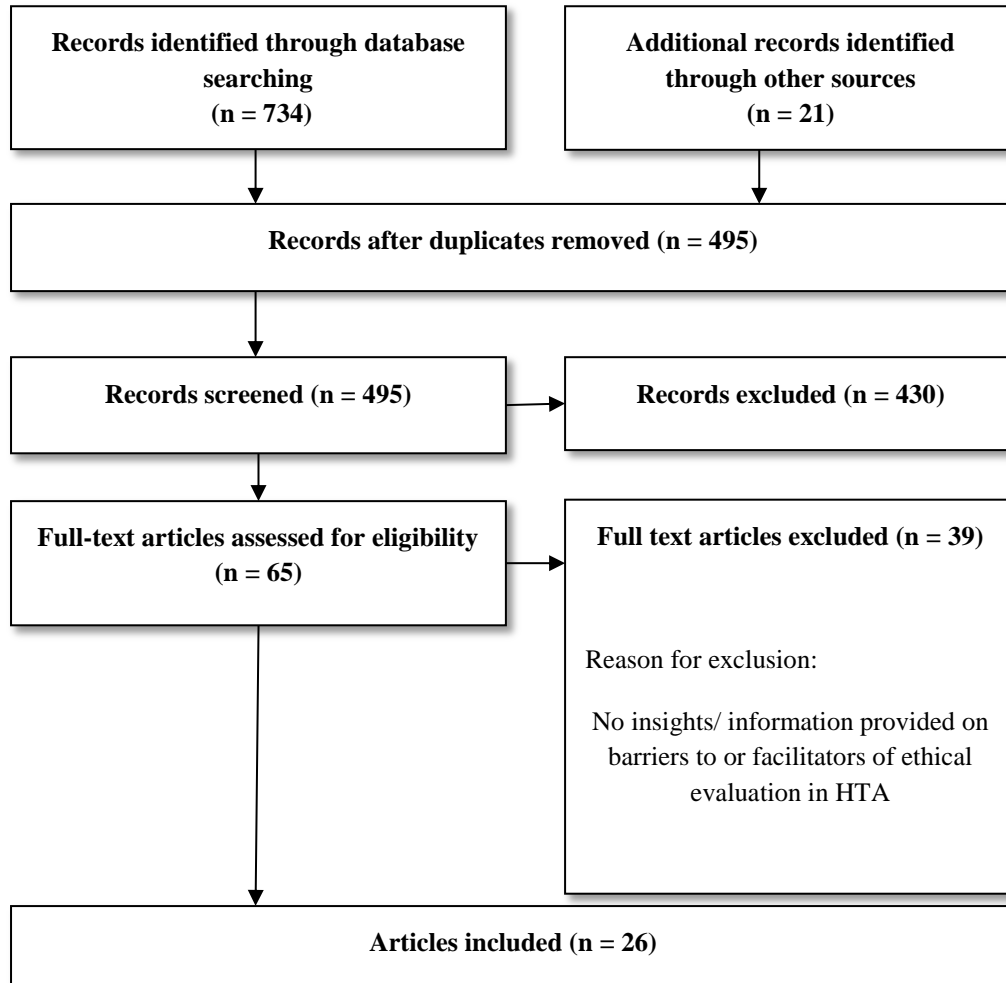 Records identified through database
searching
(n = 734)
Additional records identified
through other sources
(n = 21)
Records after duplicates removed (n = 495)
Records screened (n = 495)
Records excluded (n = 430)
Full-text articles assessed for eligibility
(n = 65)
Full text articles excluded (n = 39)
Reason for exclusion:
No insights/ information provided on
barriers to or facilitators of ethical
evaluation in HTA
Articles included (n = 26)